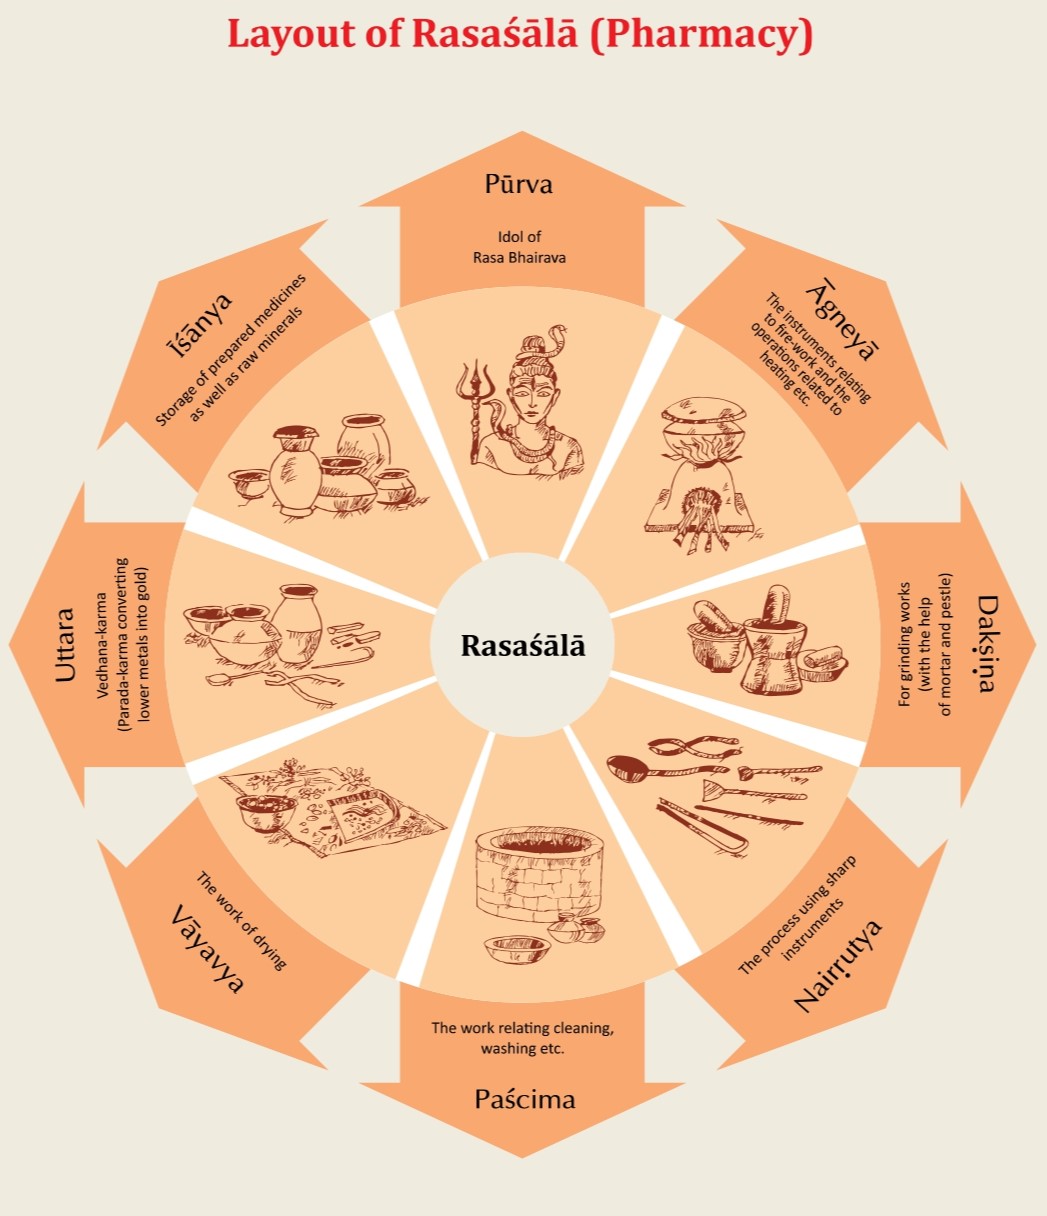 Layout of Rasaśālā (Pharmacy)
Pūrva
Idol of
Rasa Bhairava
Āgneyā
The instruments relating
to fire-work and the
operations related to
heating etc.
Dakṣiṇa
For grinding works
(with the help
of mortar and pestle)
Nairṛutya
The process using sharp
instruments
The work relating cleaning,
washing etc.
Paścima
The work of drying
Vāyavya
Uttara
Vedhana-karma
(Parada-karma converting
lower metals into gold)
Īśānya
Storage of prepared medicines
as well as raw minerals
Rasaśālā